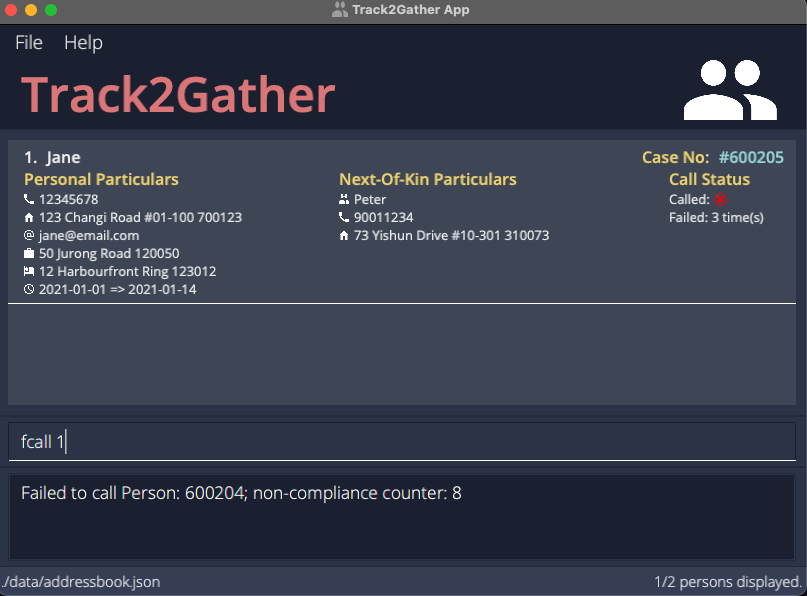 Track2Gather App
File Help
Track2Gather
1. Jane Case No: #600205
Personal Particulars Next-Of-Kin Particulars Call Status
12345678 Peter Called:
123 Changi Road #01-100 700123 90011234 Failed: 3 time(s)
@ jane@email.com 73 Yishun Drive #10-301 310073
50 Jurong Road 120050
12 Harbourfront Ring 123012
2021-01-01 => 2021-01-14
fcall 1
Failed to call Person: 600204; non-compliance counter: 8
./data/addressbook.json 1/2 persons displayed.